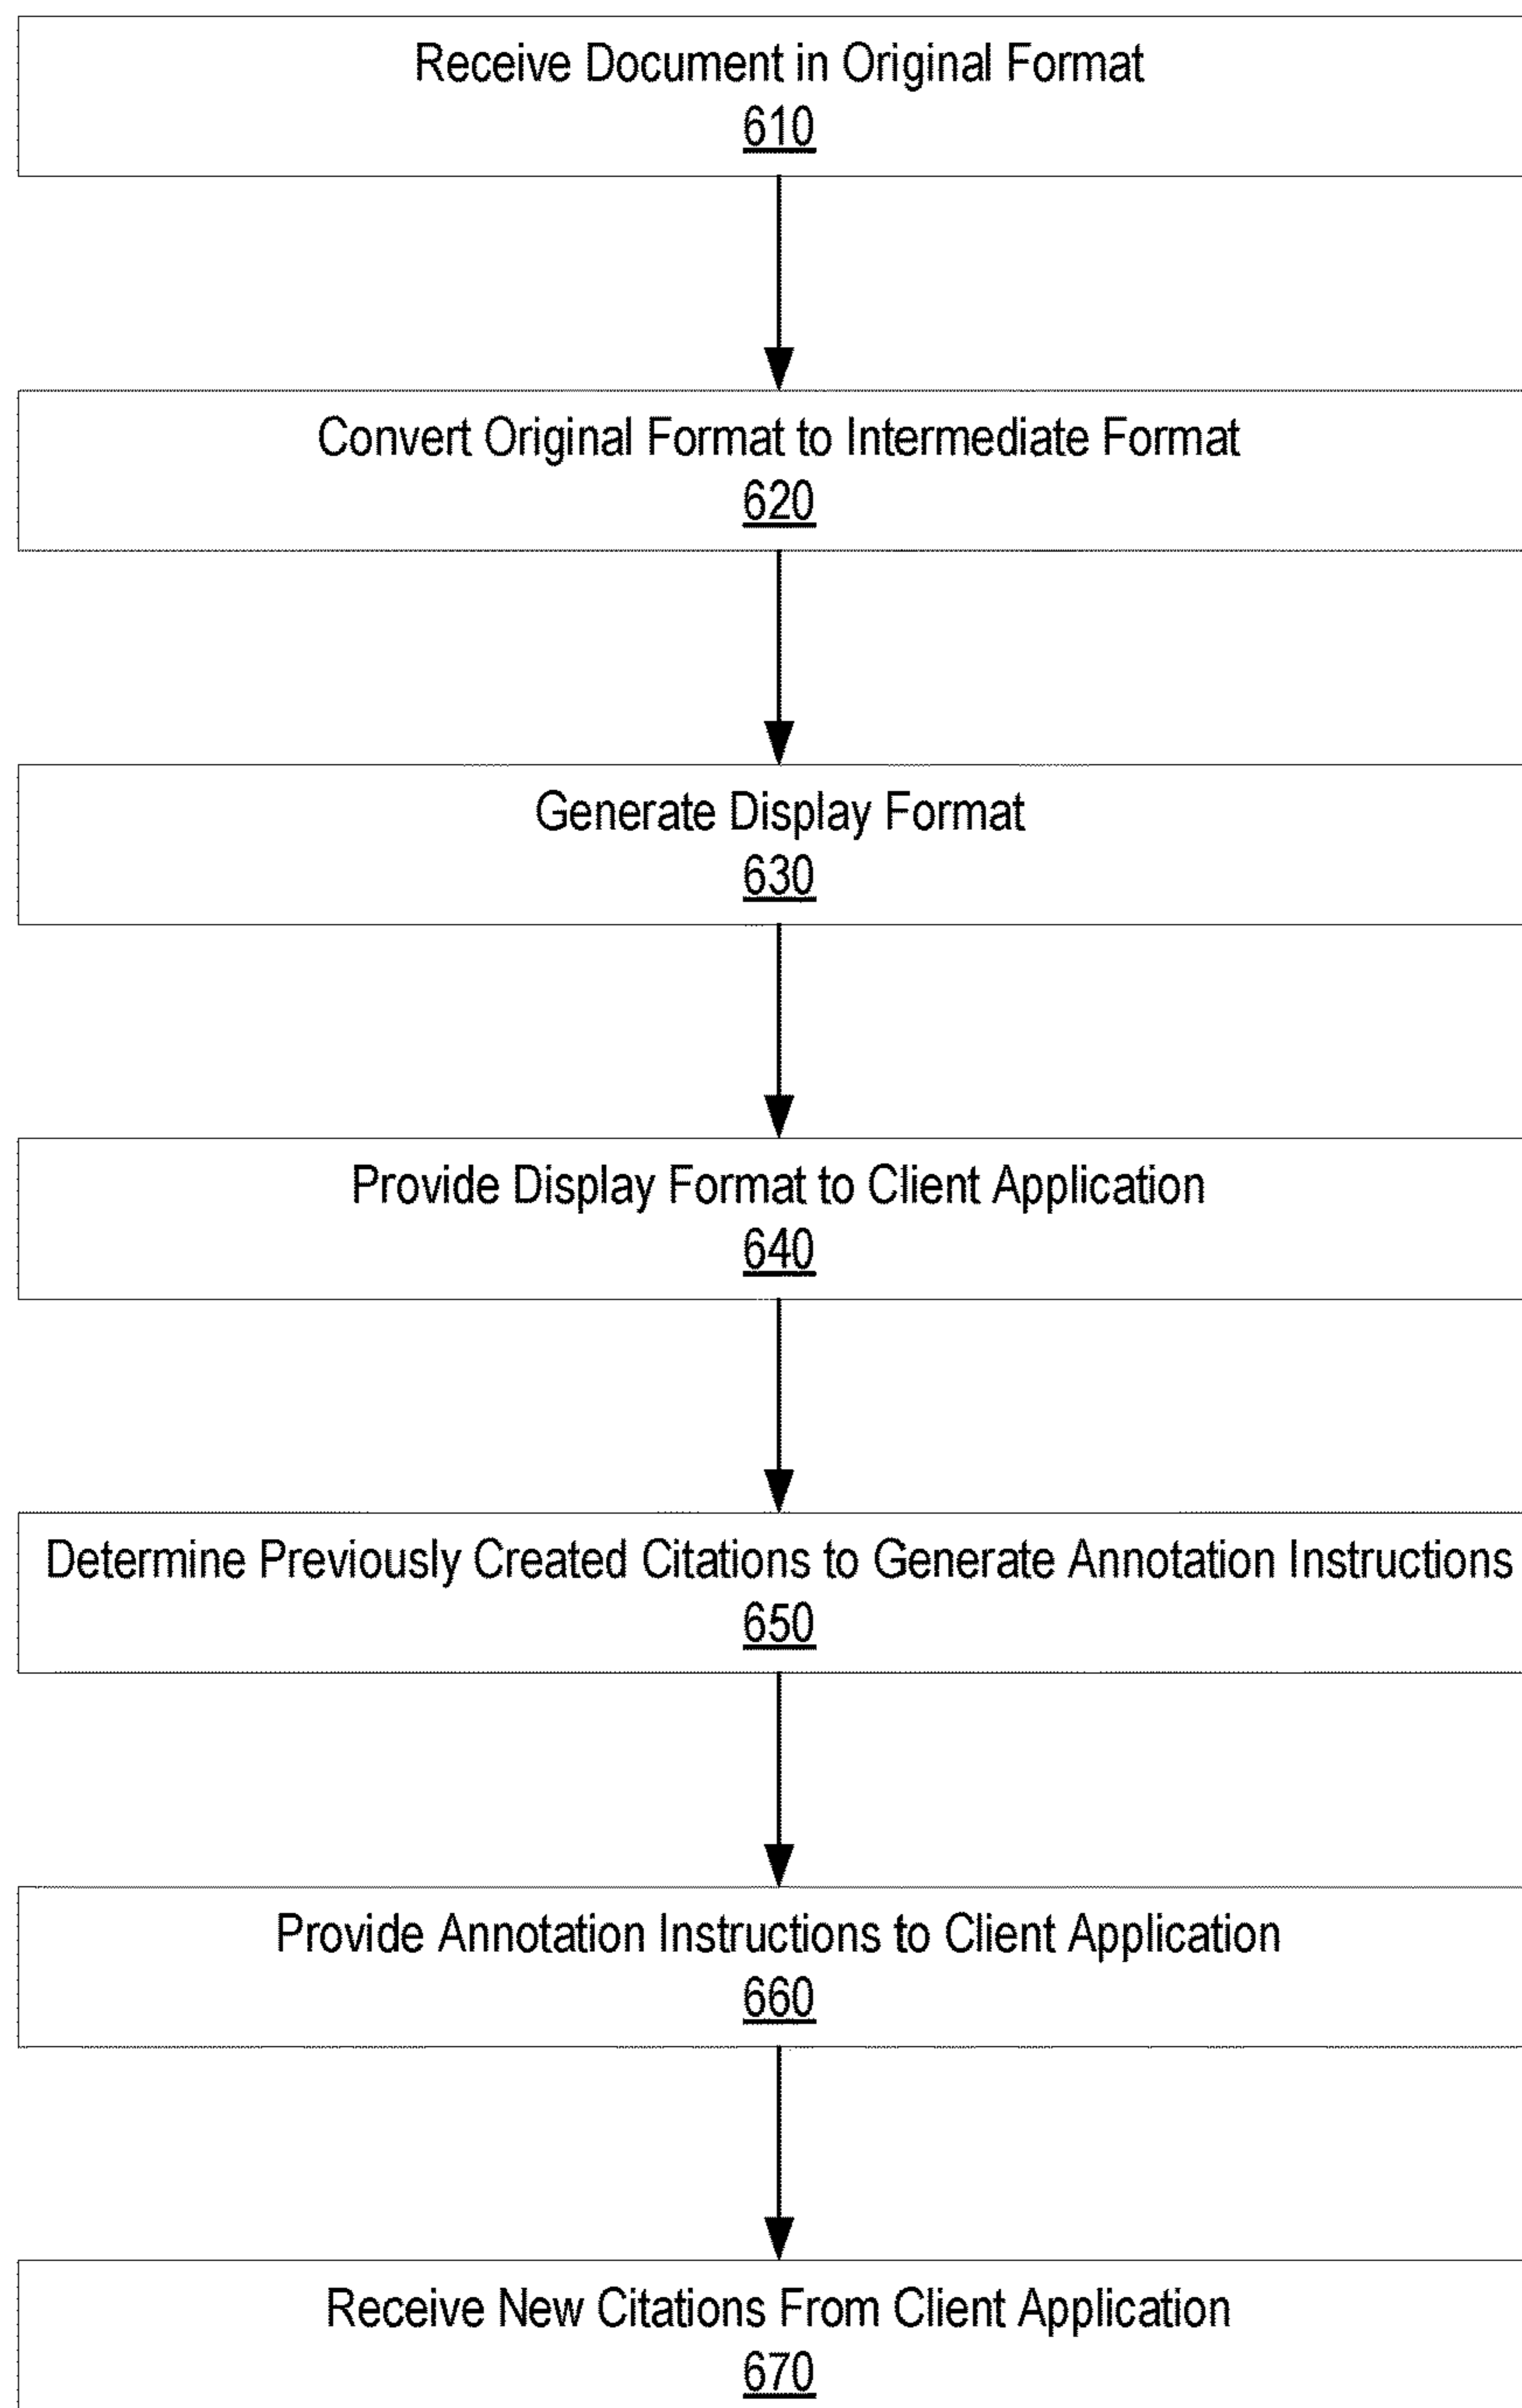 Receive Document in Original Format
610
Convert Original Format to Intermediate Format
620
Generate Display Format
630
Provide Display Format to Client Application
640
Determine Previously Created Citations to Generate Annotation Instructions
650
Provide Annotation Instructions to Client Application
660
Receive New Citations From Client Application
670